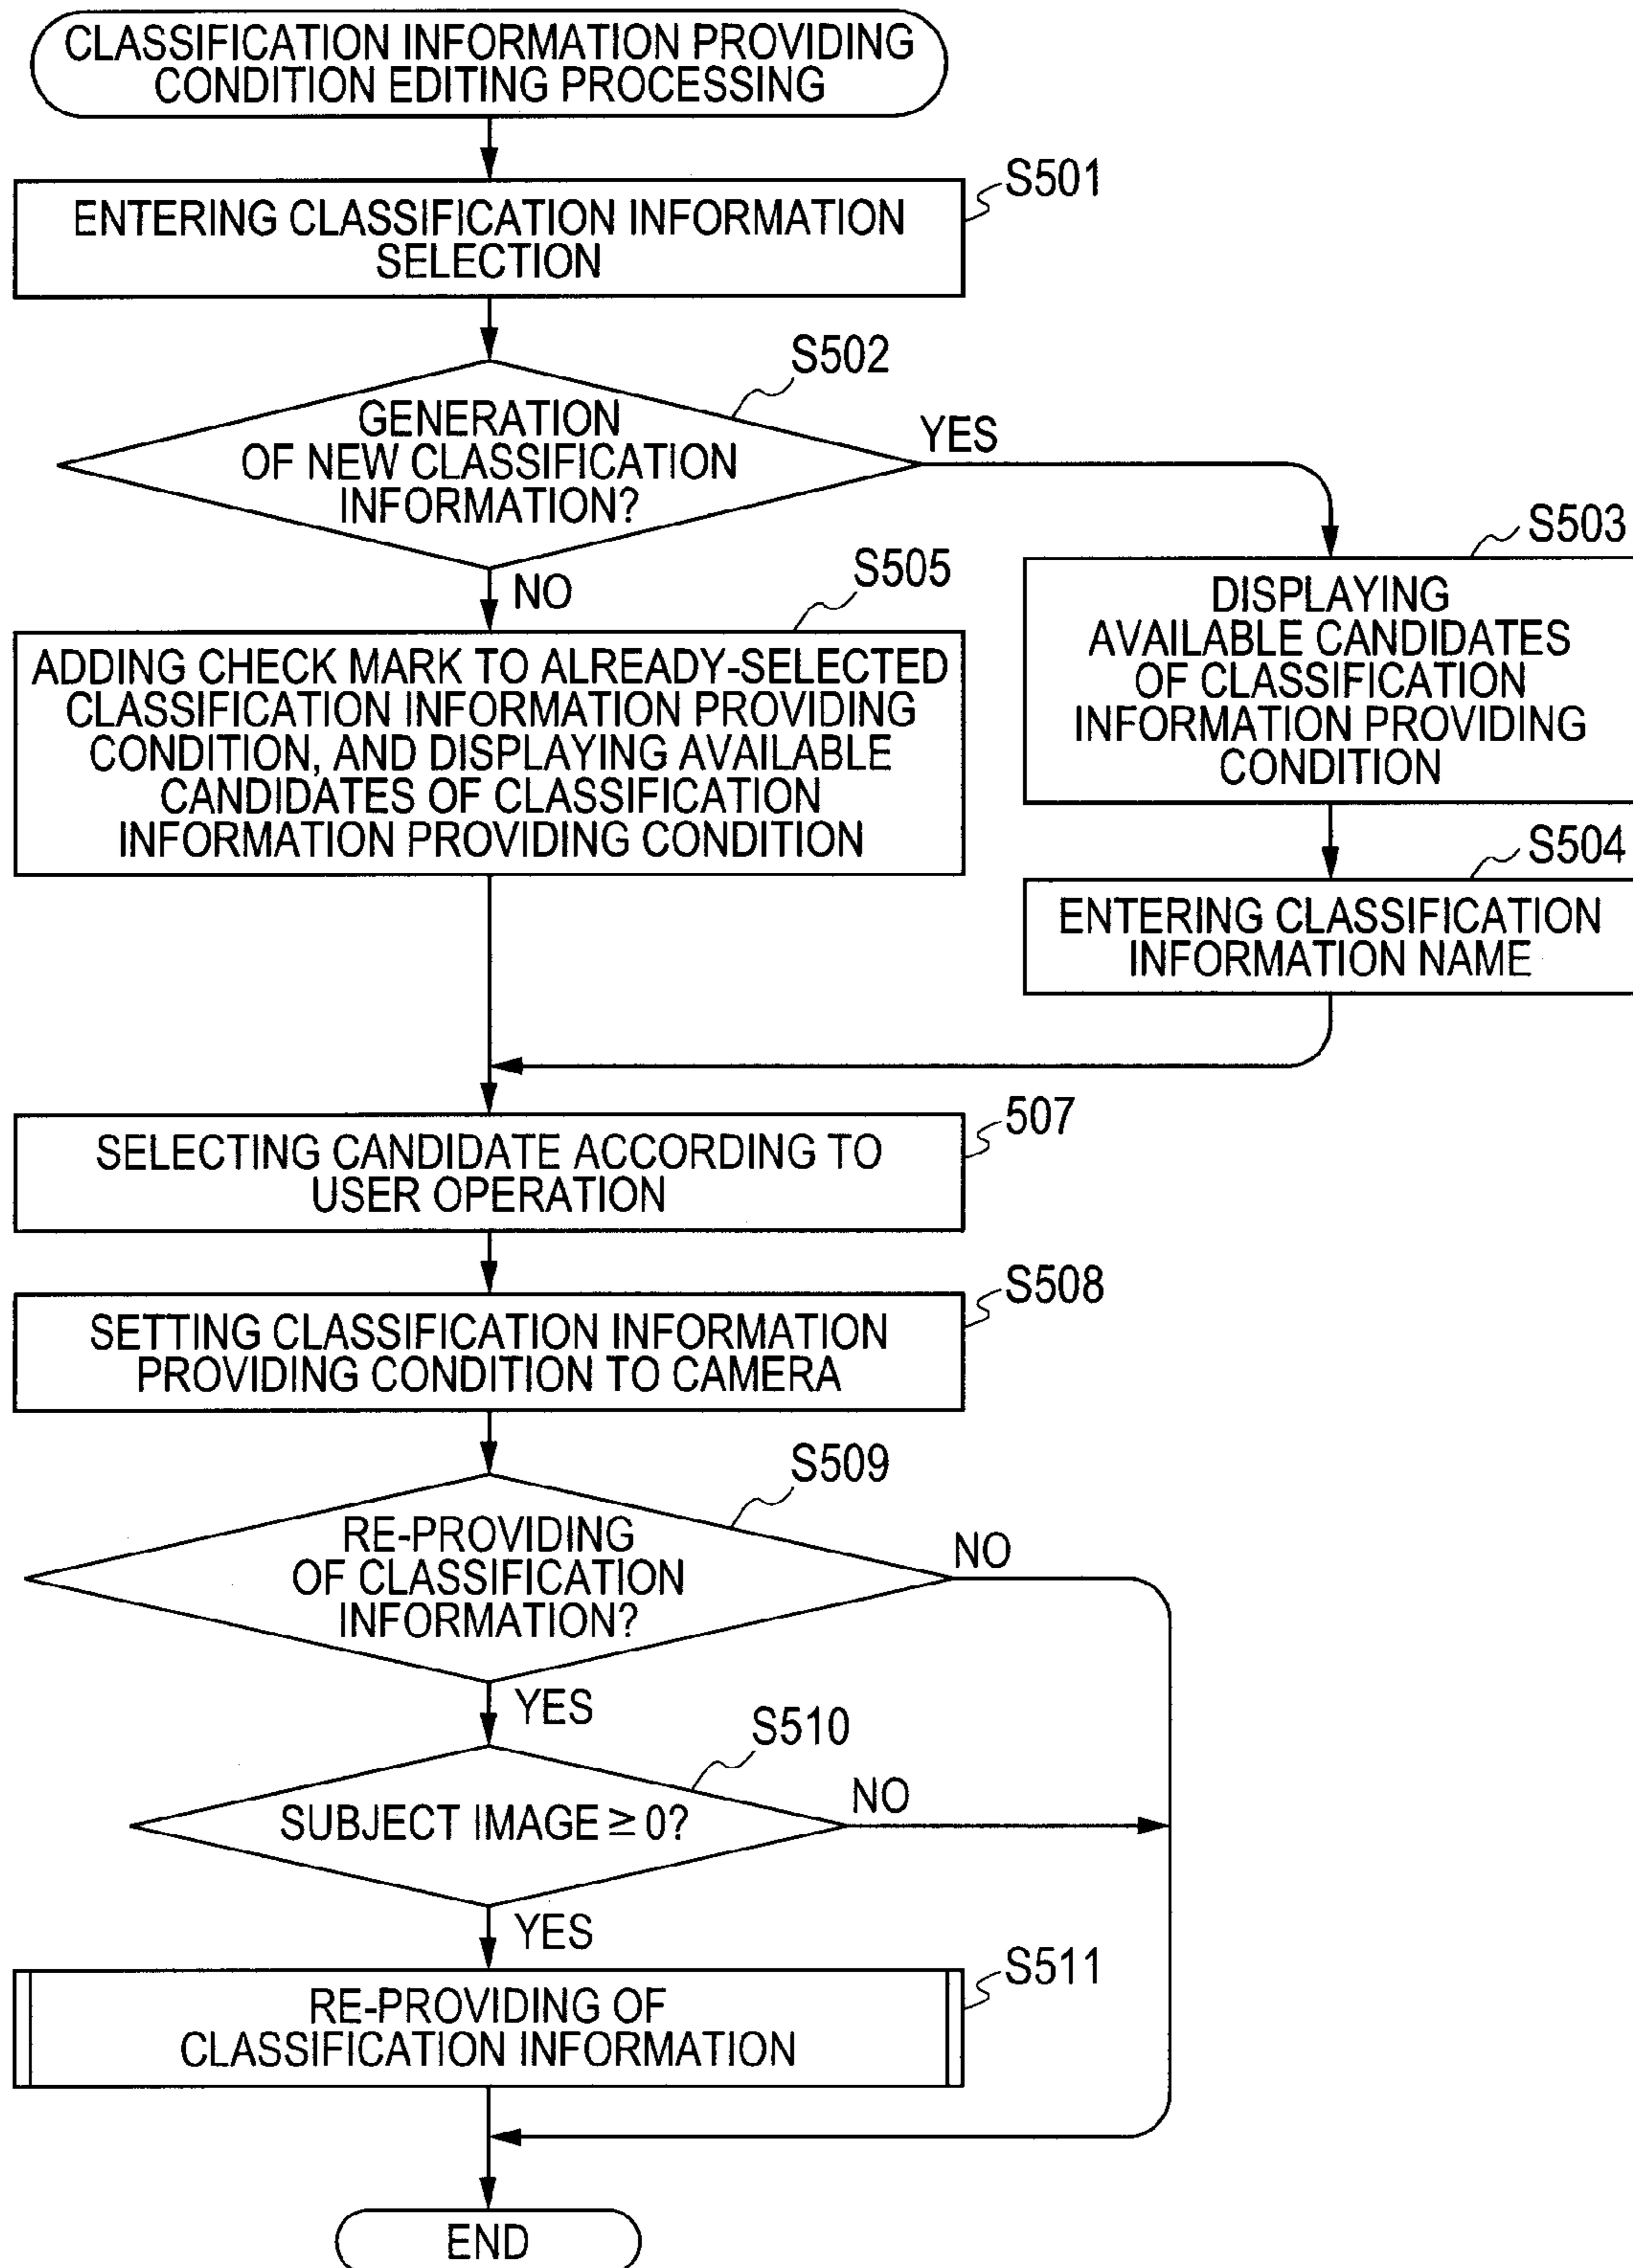 CLASSIFICATION INFORMATION PROVIDING
CONDITION EDITING PROCESSING
S501
ENTERING CLASSIFICATION INFORMATION
SELECTION
S502
GENERATION
OF NEW CLASSIFICATION
INFORMATION?
YES
NO
S503
DISPLAYING
AVAILABLE CANDIDATES
OF CLASSIFICATION
INFORMATION PROVIDING
CONDITION
S504
ENTERING CLASSIFICATION
INFORMATION NAME
S505
ADDING CHECK MARK TO ALREADY-SELECTED
CLASSIFICATION INFORMATION PROVIDING
CONDITION, AND DISPLAYING AVAILABLE
CANDIDATES OF CLASSIFICATION
INFORMATION PROVIDING CONDITION
507
SELECTING CANDIDATE ACCORDING TO
USER OPERATION
S508
SETTING CLASSIFICATION INFORMATION
PROVIDING CONDITION TO CAMERA
S509
RE-PROVIDING
OF CLASSIFICATION
INFORMATION?
NO
YES
S510
SUBJECT IMAGE ≥ 0?
NO
YES
S511
RE-PROVIDING OF
CLASSIFICATION INFORMATION
END